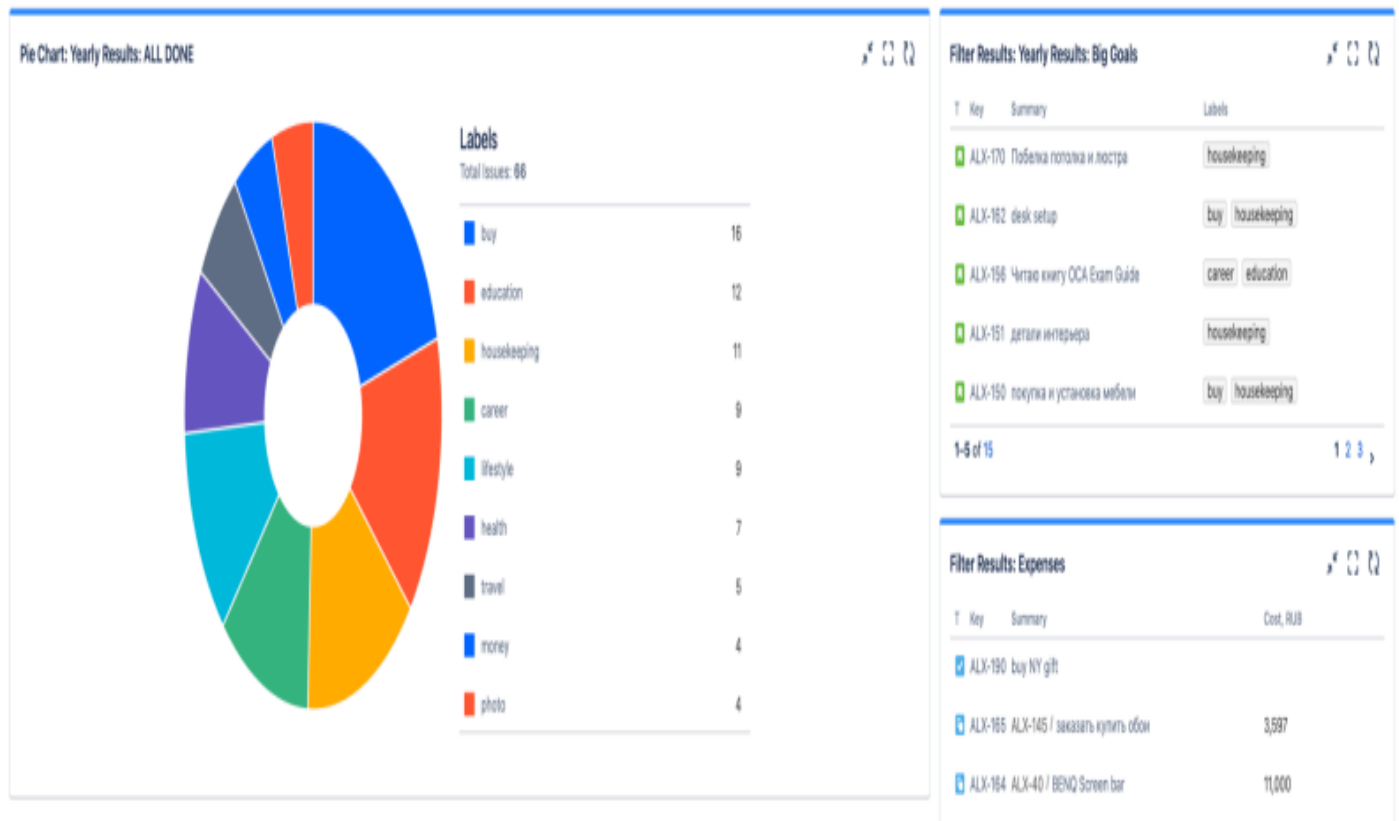 Pie Chart: Yearly Results: ALL DONE
Labels
Total Issues: 66
buy 16
education 12
housekeeping 11
career 9
lifestyle 9
health 7
travel 5
money 4
photo 4
Filter Results: Yearly Results: Big Goals
T Key Summary Labels
ALX-170 Побелка потолка и люстра housekeeping
ALX-162 desk setup buy housekeeping
ALX-156 Читаю книгу OCA Exam Guide career education
ALX-151 детали интерьера housekeeping
ALX-150 покупка и установка мебели buy housekeeping
1–5 of 15 1 2 3 ›
Filter Results: Expenses
T Key Summary Cost, RUB
ALX-190 buy NY gift
ALX-165 ALX-145 / заказать купить обои 3,597
ALX-164 ALX-40 / BENQ Screen bar 11,000